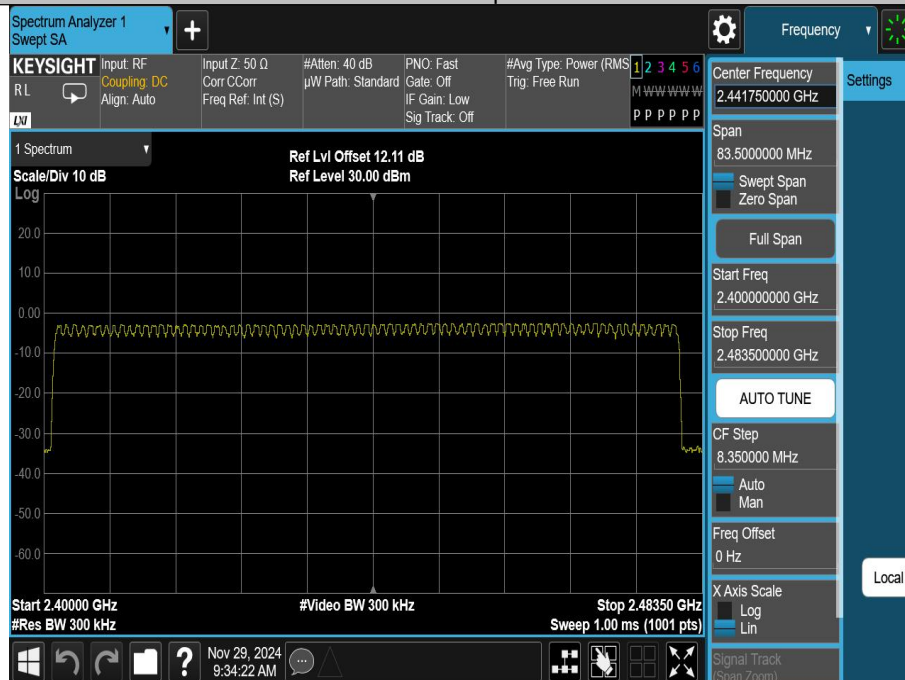 Spectrum Analyzer 1
Swept SA
▼
+
Frequency
▼
KEYSIGHT
RL
LXI
Input: RF
Coupling: DC
Align: Auto
Input Z: 50 Ω
Corr CCorr
Freq Ref: Int (S)
#Atten: 40 dB
µW Path: Standard
PNO: Fast
Gate: Off
IF Gain: Low
Sig Track: Off
#Avg Type: Power (RMS
Trig: Free Run
1 2 3 4 5 6
M W W W W W
P P P P P P
1 Spectrum
▼
Scale/Div 10 dB
Ref Lvl Offset 12.11 dB
Ref Level 30.00 dBm
Log
20.0
10.0
0.00
-10.0
-20.0
-30.0
-40.0
-50.0
-60.0
Start 2.40000 GHz
#Res BW 300 kHz
#Video BW 300 kHz
Stop 2.48350 GHz
Sweep 1.00 ms (1001 pts)
?
Nov 29, 2024
9:34:22 AM
Center Frequency
2.441750000 GHz
Span
83.5000000 MHz
Swept Span
Zero Span
Full Span
Start Freq
2.400000000 GHz
Stop Freq
2.483500000 GHz
AUTO TUNE
CF Step
8.350000 MHz
Auto
Man
Freq Offset
0 Hz
X Axis Scale
Log
Lin
Signal Track
(Span Zoom)
Settings
Local